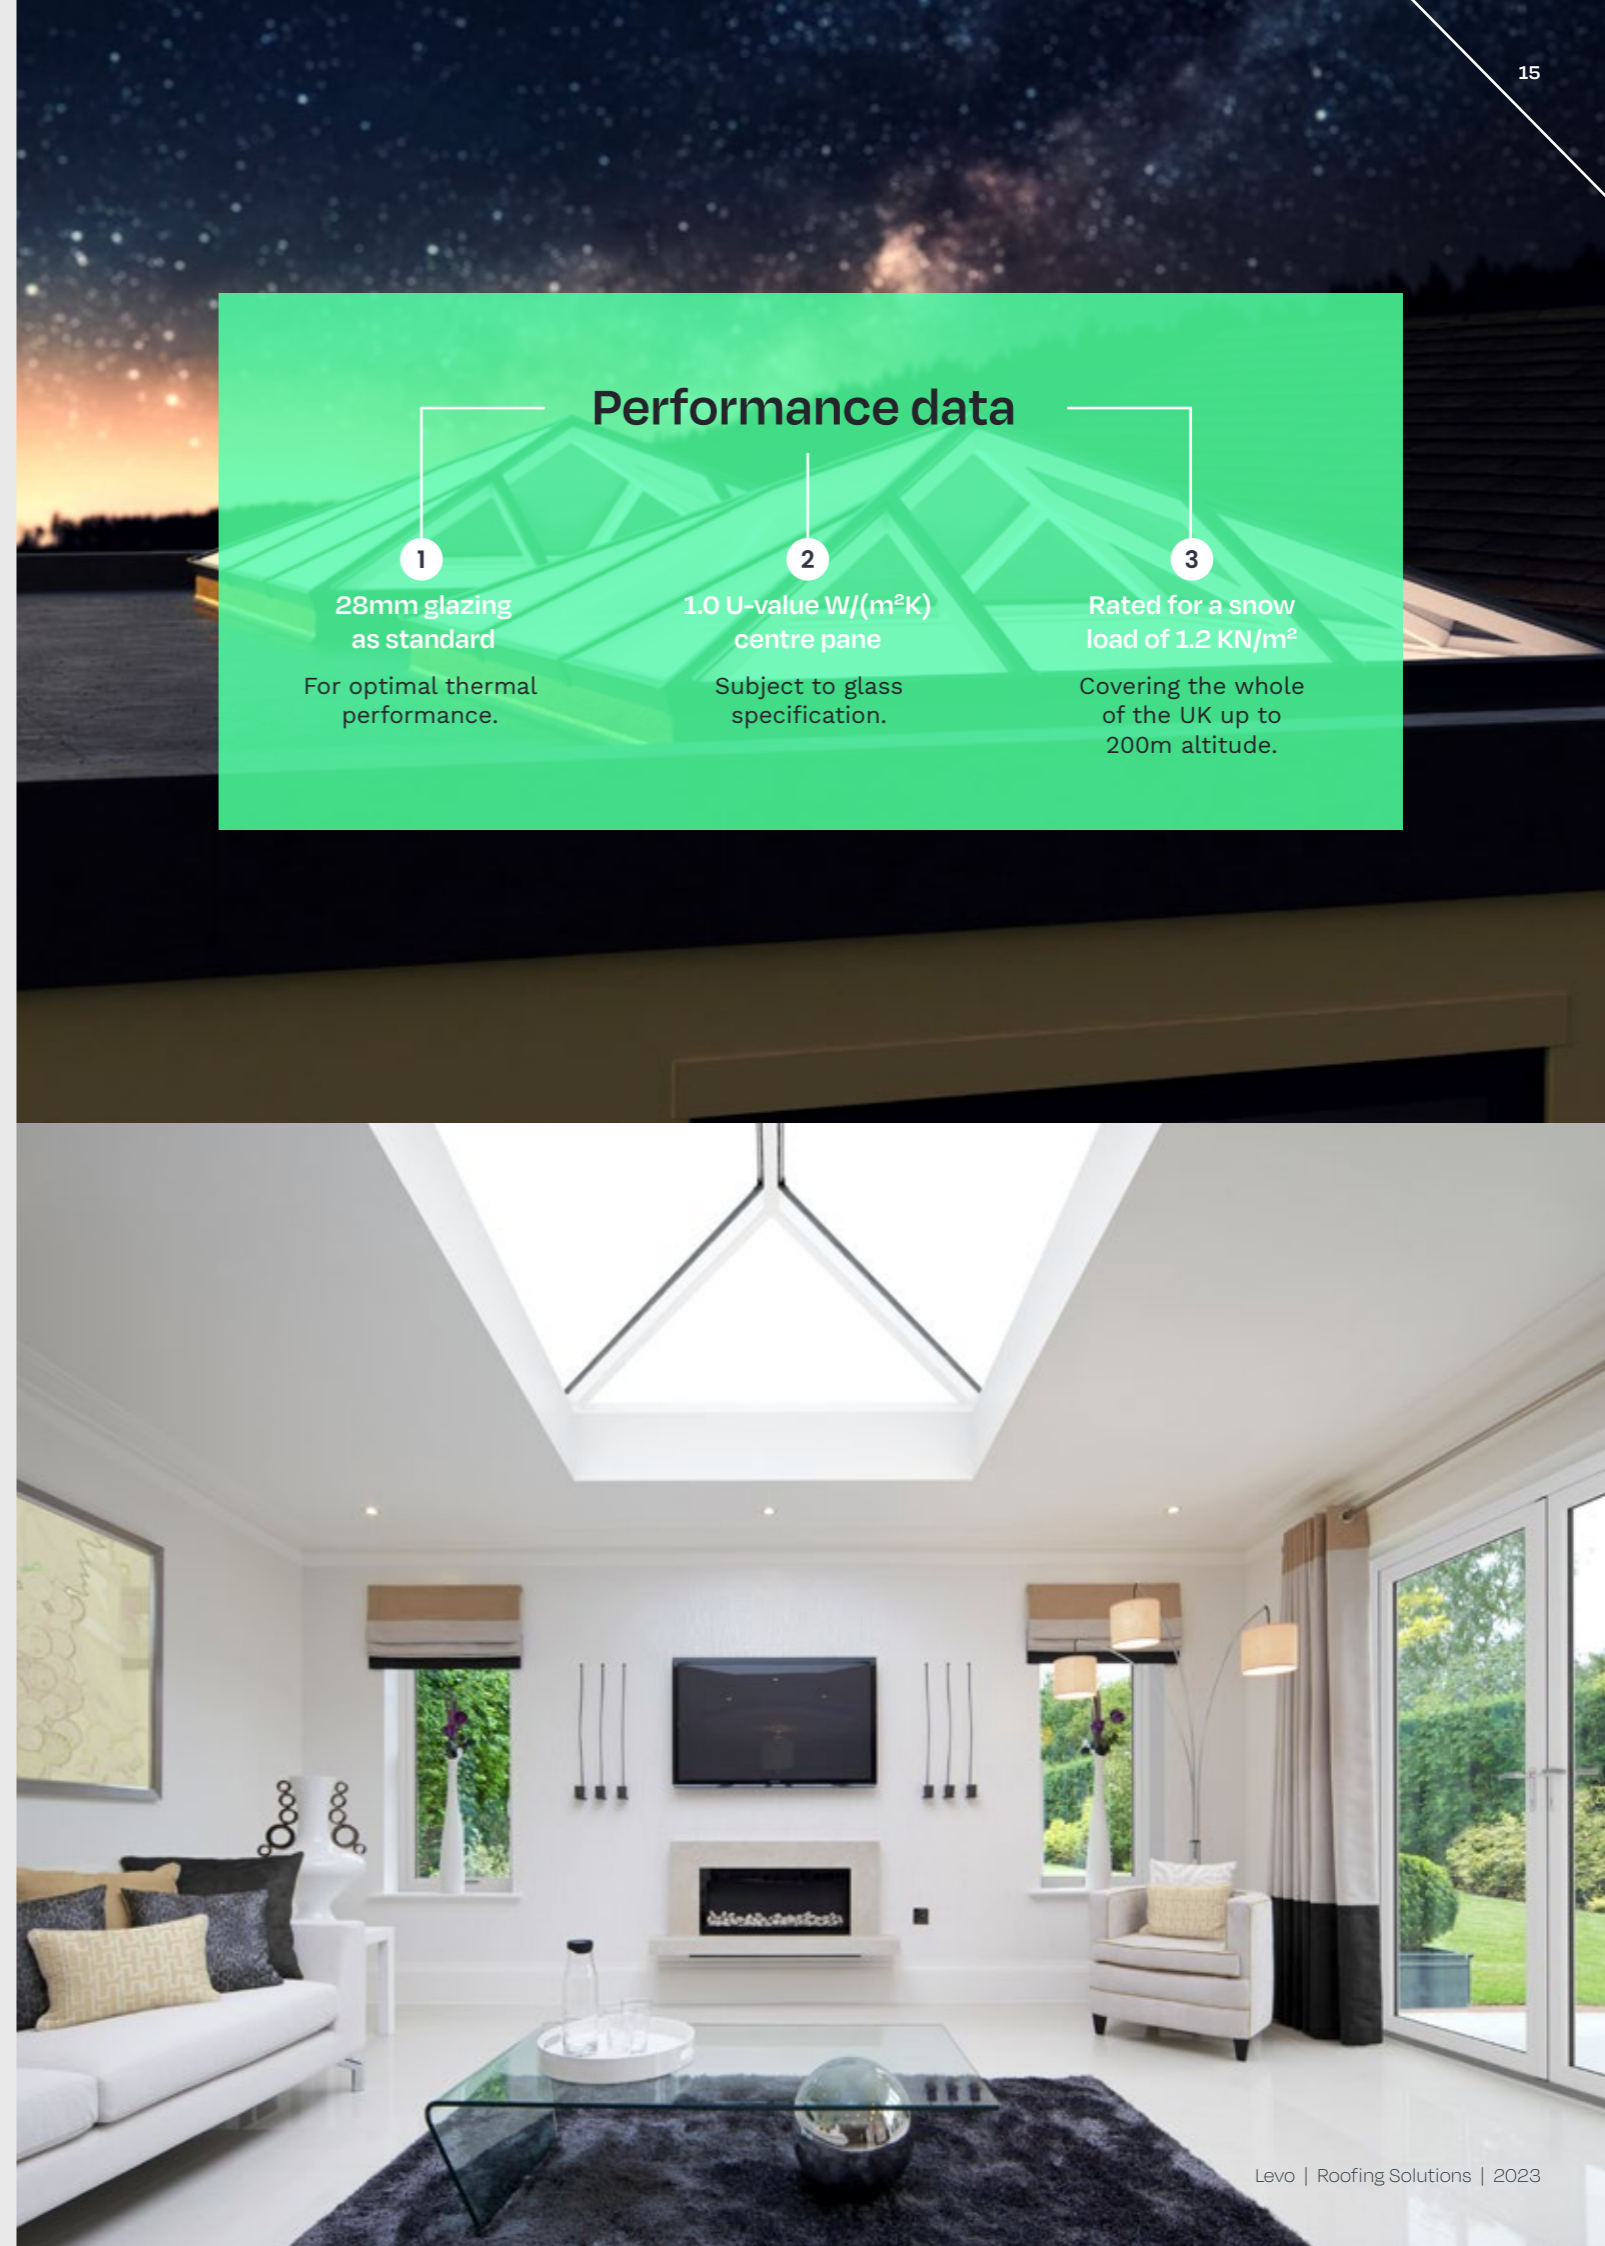 15
Performance data
1
28mm glazing
as standard
For optimal thermal
performance.
2
1.0 U-value W/(m²K)
centre pane
Subject to glass
specification.
3
Rated for a snow
load of 1.2 KN/m²
Covering the whole
of the UK up to
200m altitude.
Levo | Roofing Solutions | 2023